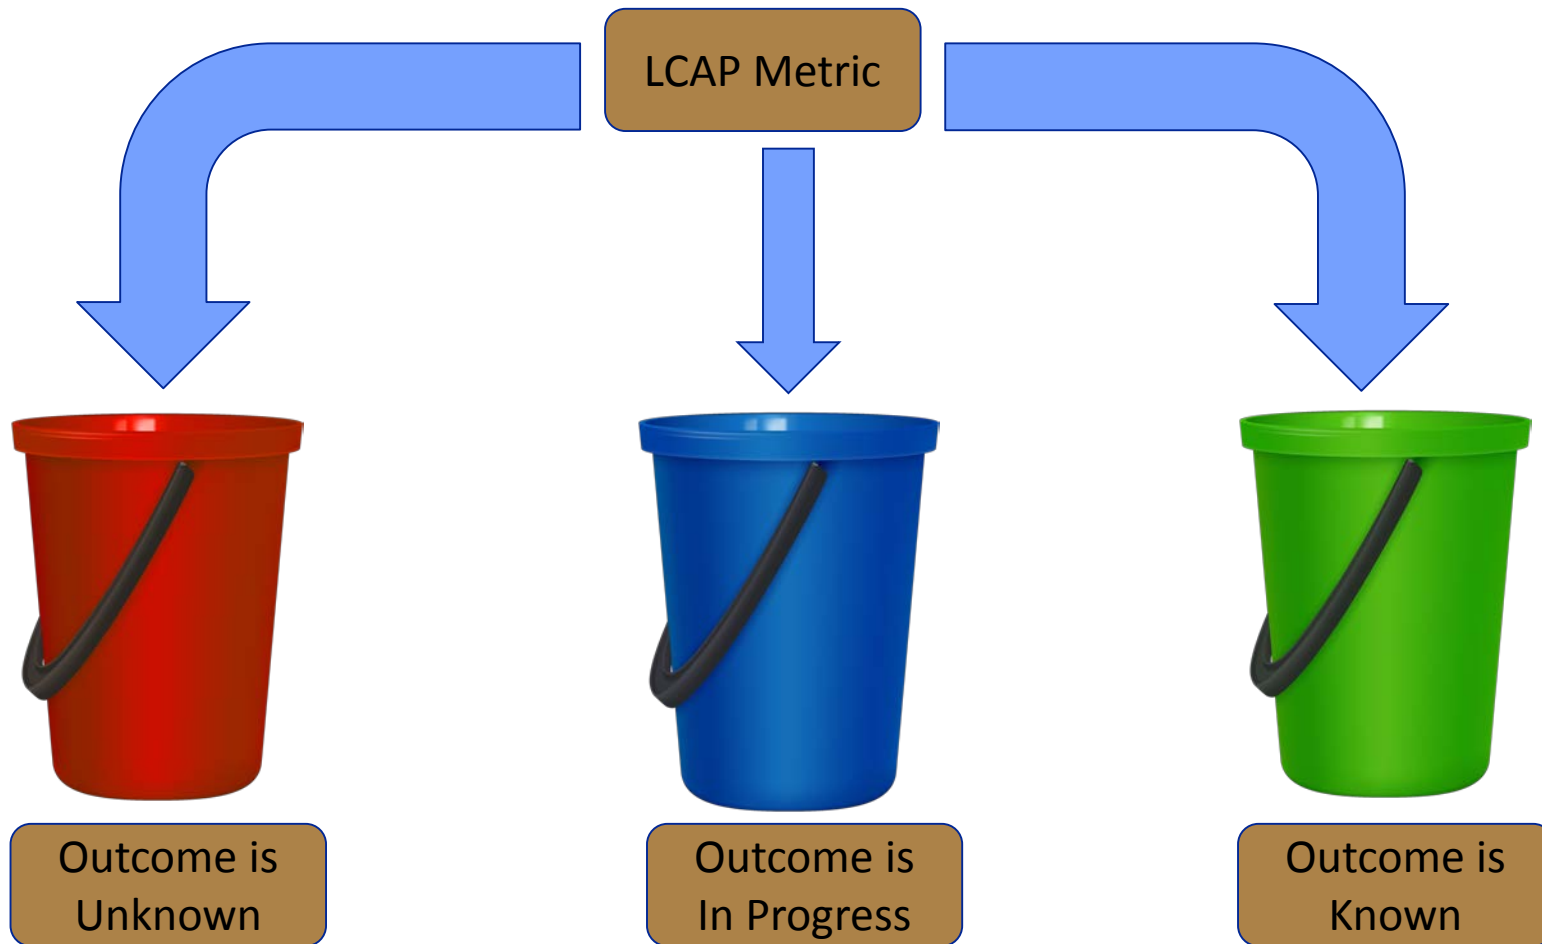 LCAP Metric
Outcome is
Unknown
Outcome is
In Progress
Outcome is
Known